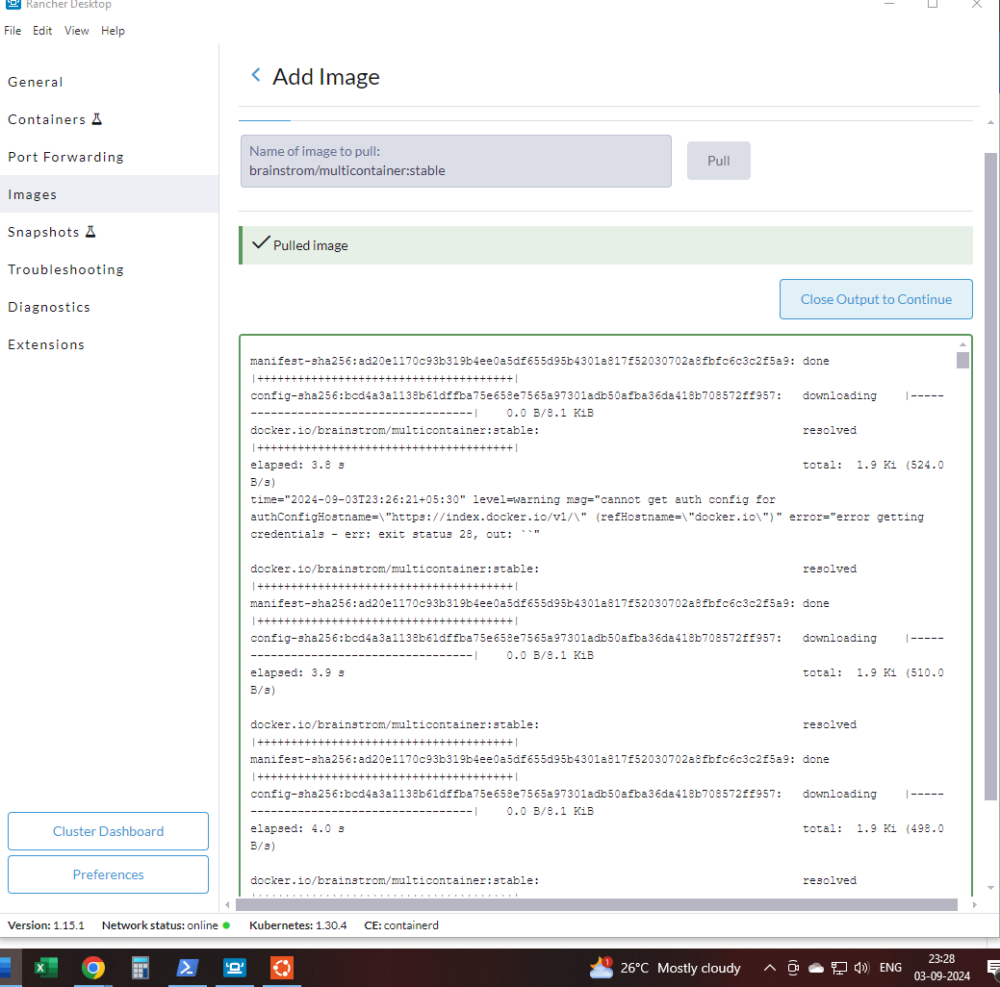 Rancher Desktop
File Edit View Help
General
Containers
Port Forwarding
Images
Snapshots
Troubleshooting
Diagnostics
Extensions
Cluster Dashboard
Preferences
Add Image
Name of image to pull:
brainstrom/multicontainer:stable
Pull
Pulled image
Close Output to Continue
manifest-sha256:ad20e1170c93b319b4ee0a5df655d95b4301a817f52030702a8fbfc6c3c2f5a9: done
|++++++++++++++++++++++++++++++++++++++|
config-sha256:bcd4a3a1138b61dffba75e658e7565a97301adb50afba36da418b708572ff957: downloading |-----
---------------------------------| 0.0 B/8.1 KiB
docker.io/brainstrom/multicontainer:stable: resolved
|++++++++++++++++++++++++++++++++++++++|
elapsed: 3.8 s total: 1.9 Ki (524.0
B/s)
time="2024-09-03T23:26:21+05:30" level=warning msg="cannot get auth config for
authConfigHostname=\"https://index.docker.io/v1/\" (refHostname=\"docker.io\")" error="error getting
credentials - err: exit status 28, out: ``"
docker.io/brainstrom/multicontainer:stable: resolved
|++++++++++++++++++++++++++++++++++++++|
manifest-sha256:ad20e1170c93b319b4ee0a5df655d95b4301a817f52030702a8fbfc6c3c2f5a9: done
|++++++++++++++++++++++++++++++++++++++|
config-sha256:bcd4a3a1138b61dffba75e658e7565a97301adb50afba36da418b708572ff957: downloading |-----
---------------------------------| 0.0 B/8.1 KiB
elapsed: 3.9 s total: 1.9 Ki (510.0
B/s)
docker.io/brainstrom/multicontainer:stable: resolved
|++++++++++++++++++++++++++++++++++++++|
manifest-sha256:ad20e1170c93b319b4ee0a5df655d95b4301a817f52030702a8fbfc6c3c2f5a9: done
|++++++++++++++++++++++++++++++++++++++|
config-sha256:bcd4a3a1138b61dffba75e658e7565a97301adb50afba36da418b708572ff957: downloading |-----
---------------------------------| 0.0 B/8.1 KiB
elapsed: 4.0 s total: 1.9 Ki (498.0
B/s)
docker.io/brainstrom/multicontainer:stable: resolved
Version: 1.15.1 Network status: online Kubernetes: 1.30.4 CE: containerd
1 26°C Mostly cloudy ENG 23:28
03-09-2024